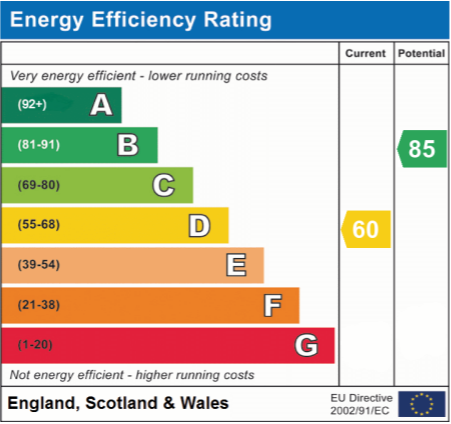 Energy Efficiency Rating
Current Potential
Very energy efficient - lower running costs
(92+) A
(81-91) B
85
(69-80) C
(55-68) D
60
(39-54) E
(21-38) F
(1-20) G
Not energy efficient - higher running costs
England, Scotland & Wales
EU Directive
2002/91/EC